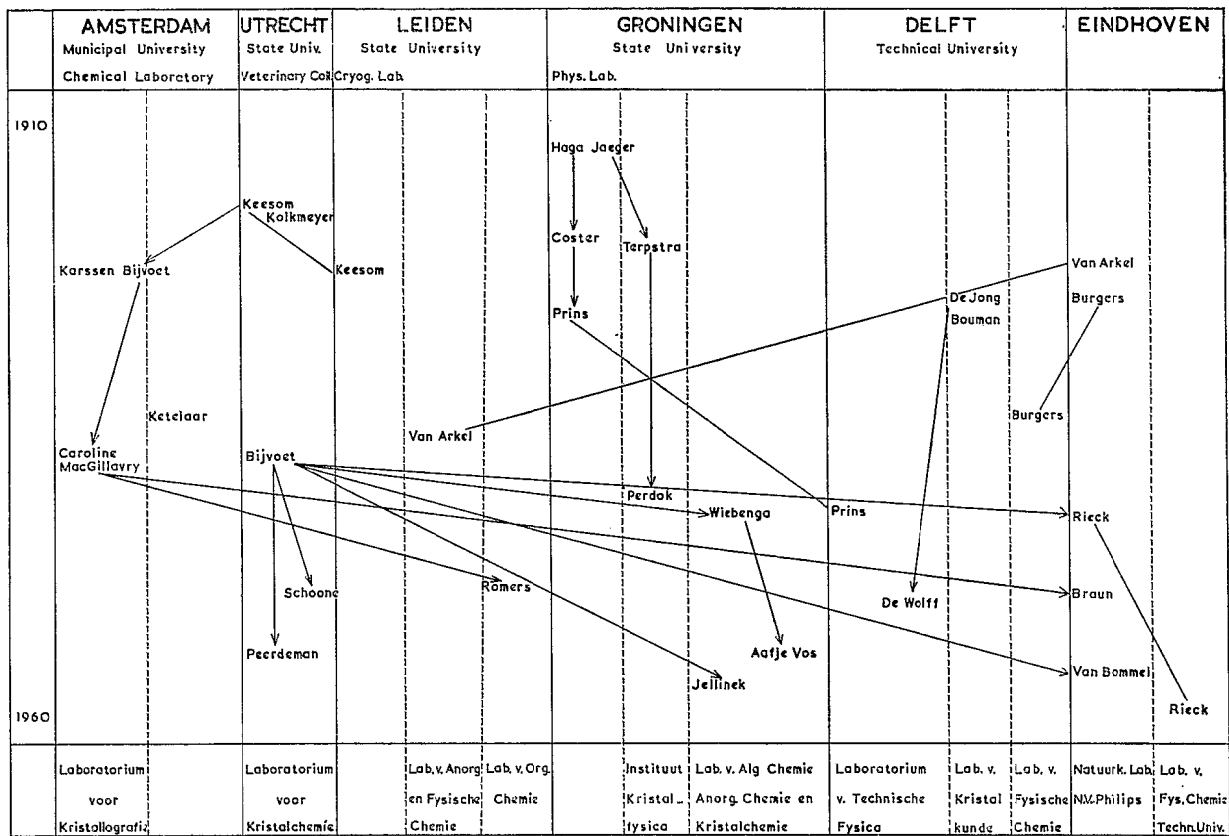 AMSTERDAM
Municipal University
Chemical Laboratory
UTRECHT
State Univ.
Veterinary Col.
LEIDEN
State University
Cryog. Lab.
GRONINGEN
State University
Phys. Lab.
DELFT
Technical University
EINDHOVEN
1910
Haga Jaeger
Keesom
Kolkmeyer
Coster
Terpstra
Karssen Bijvoet
Keesom
Van Arkel
Prins
De Jong
Bouman
Burgers
Ketelaar
Van Arkel
Burgers
Caroline
MacGillavry
Bijvoet
Perdok
Wiebenga
Prins
Rieck
Schoone
Romers
De Wolff
Braun
Peerdeman
Aafje Vos
Jellinek
Van Bommel
Rieck
1960
Laboratorium
voor
Kristallografie
Laboratorium
voor
Kristalchemie
Lab. v. Anorg
en Fysische
Chemie
Lab. v. Org.
Chemie
Instituut
Kristal_
fysica
Lab. v. Alg Chemie
Anorg. Chemie en
Kristalchemie
Laboratorium
v. Technische
Fysica
Lab. v.
Kristal
kunde
Lab. v.
Fysische
Chemie
Natuurk. Lab.
N.V. Philips
Lab. v.
Fys. Chemie
Techn. Univ.